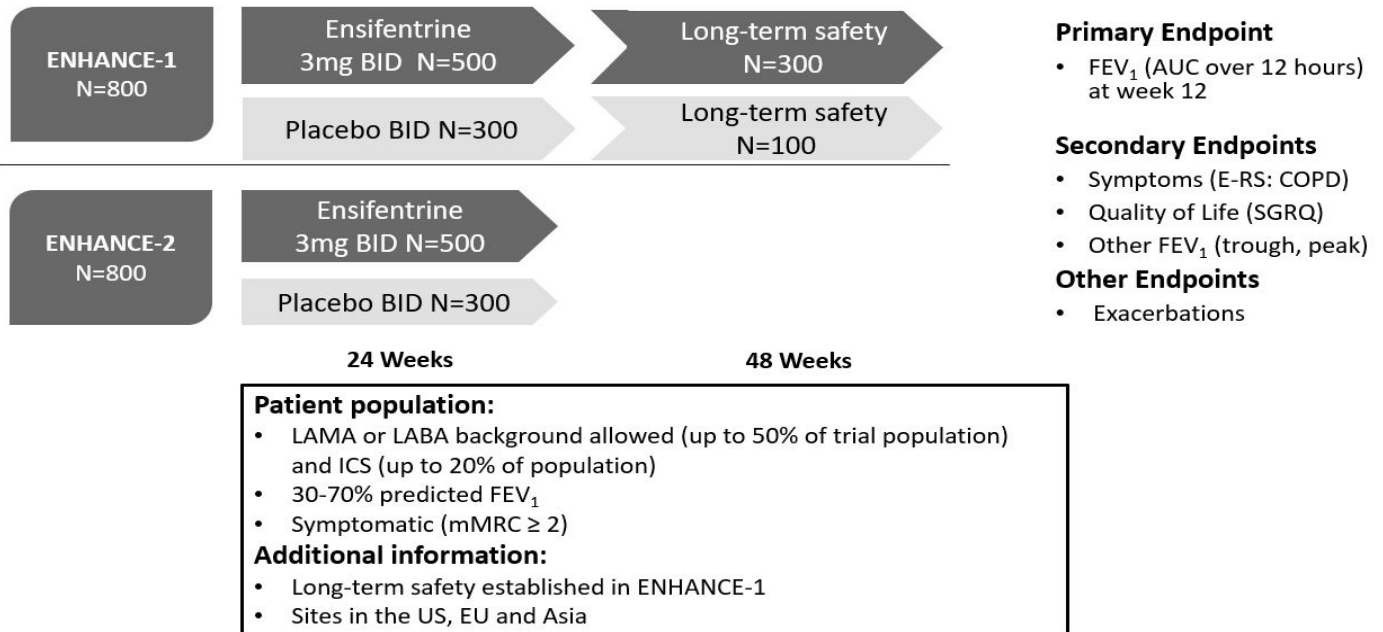 ENHANCE-1
N=800
Ensifentrine
3mg BID  N=500
Long-term safety
N=300
Placebo BID N=300
Long-term safety
N=100
ENHANCE-2
N=800
Ensifentrine
3mg BID N=500
Placebo BID N=300
24 Weeks
48 Weeks
Primary Endpoint
• FEV₁ (AUC over 12 hours)
at week 12
Secondary Endpoints
• Symptoms (E-RS: COPD)
• Quality of Life (SGRQ)
• Other FEV₁ (trough, peak)
Other Endpoints
• Exacerbations
Patient population:
• LAMA or LABA background allowed (up to 50% of trial population)
and ICS (up to 20% of population)
• 30-70% predicted FEV₁
• Symptomatic (mMRC ≥ 2)
Additional information:
• Long-term safety established in ENHANCE-1
• Sites in the US, EU and Asia